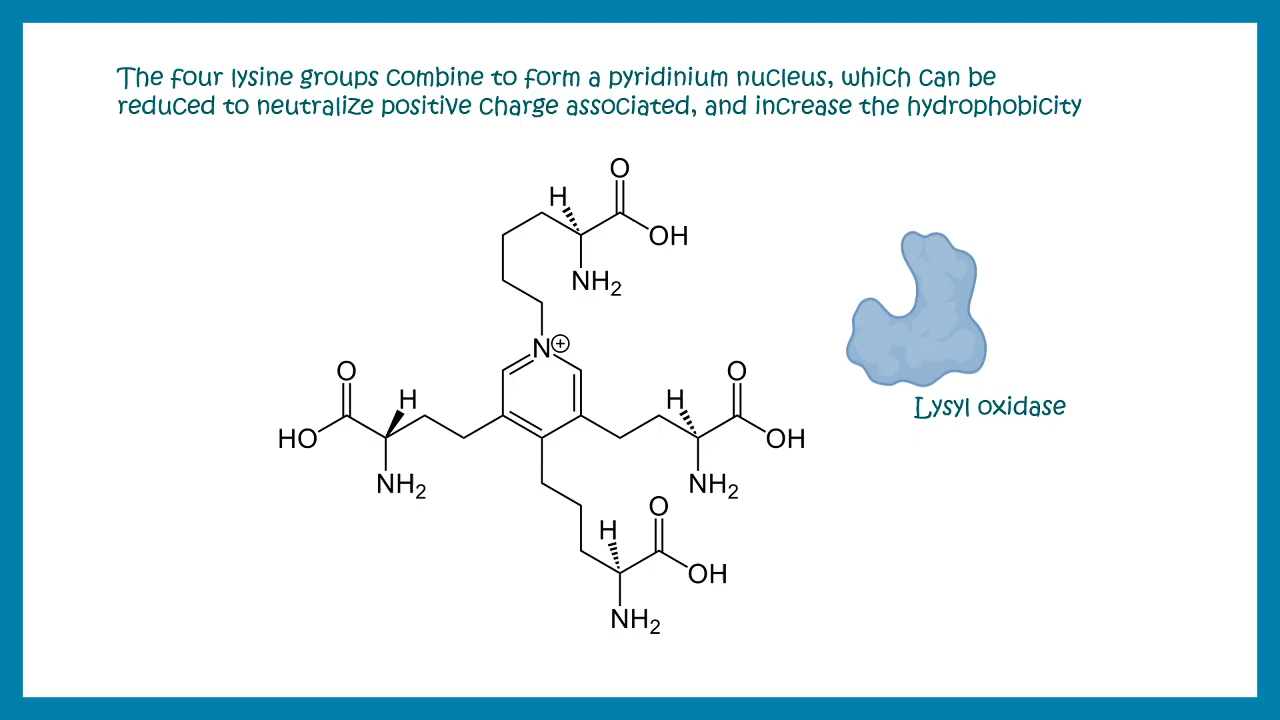 The four lysine groups combine to form a pyridinium nucleus, which can be
reduced to neutralize positive charge associated, and increase the hydrophobicity
O
H
OH
NH2
N+
O
H
HO
NH2
O
H
OH
NH2
O
H
OH
NH2
Lysyl oxidase